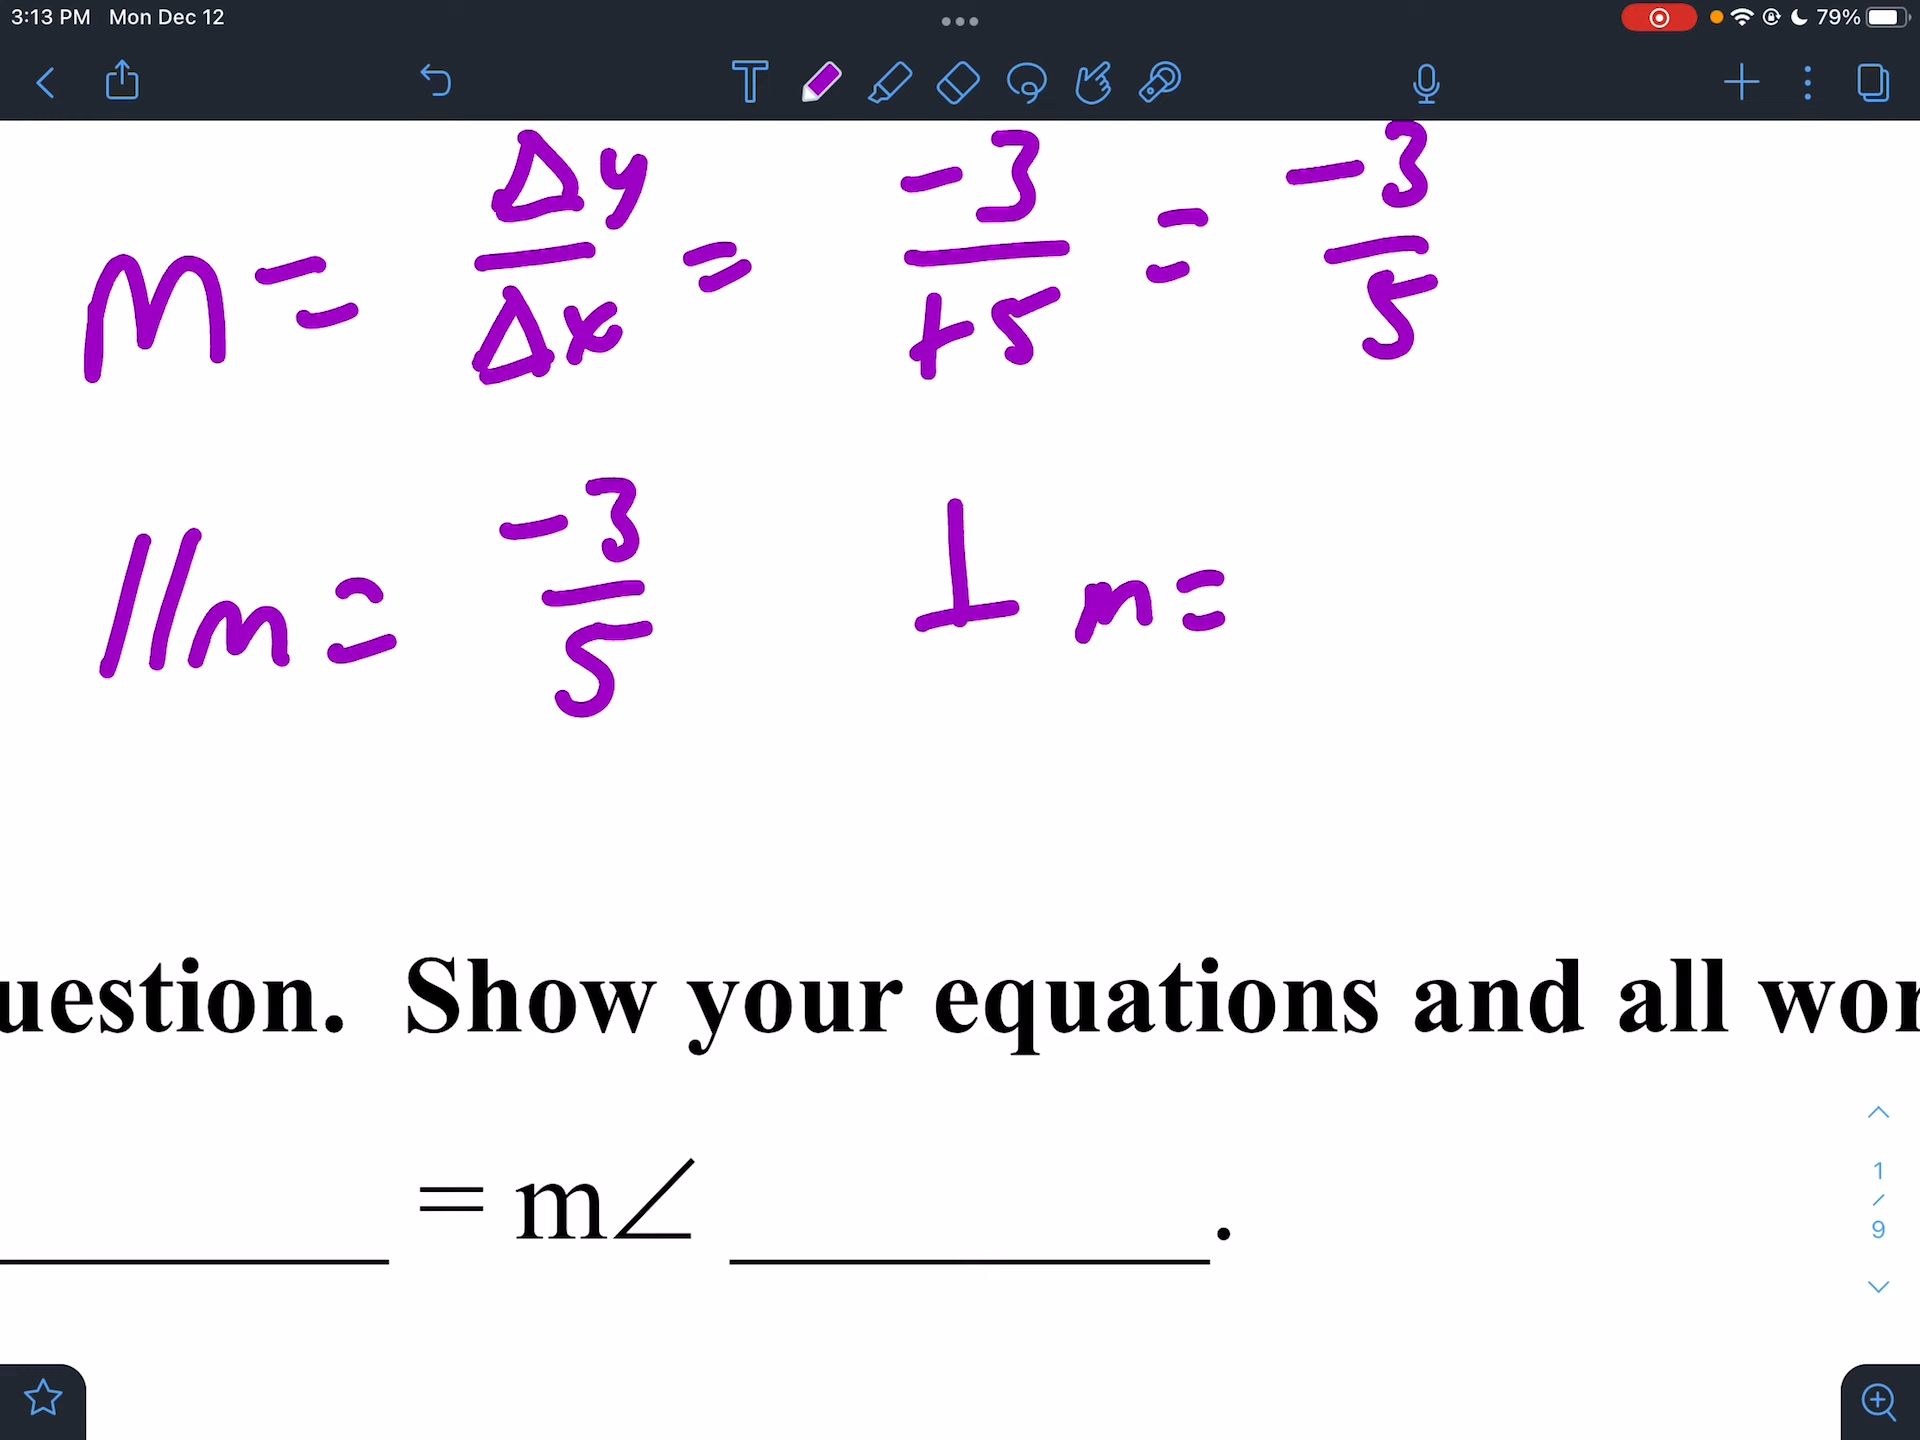 3:13 PM Mon Dec 12 79%
m = Δy/Δx = -3/+5 = -3/5
// m = -3/5 ⊥ m =
uestion. Show your equations and all wor
= m∠ .
1 / 9